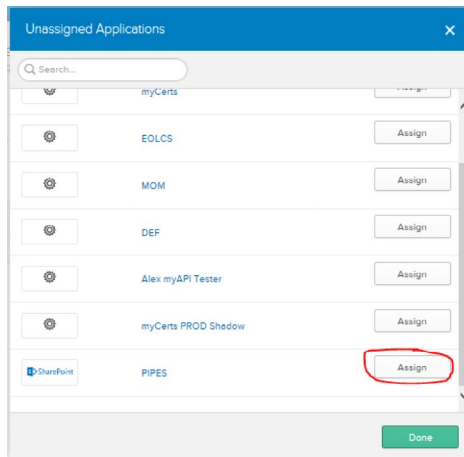 Unassigned Applications
Search...
myCerts
EOLCS Assign
MOM Assign
DEF Assign
Alex myAPI Tester Assign
myCerts PROD Shadow Assign
SharePoint PIPES Assign
Done